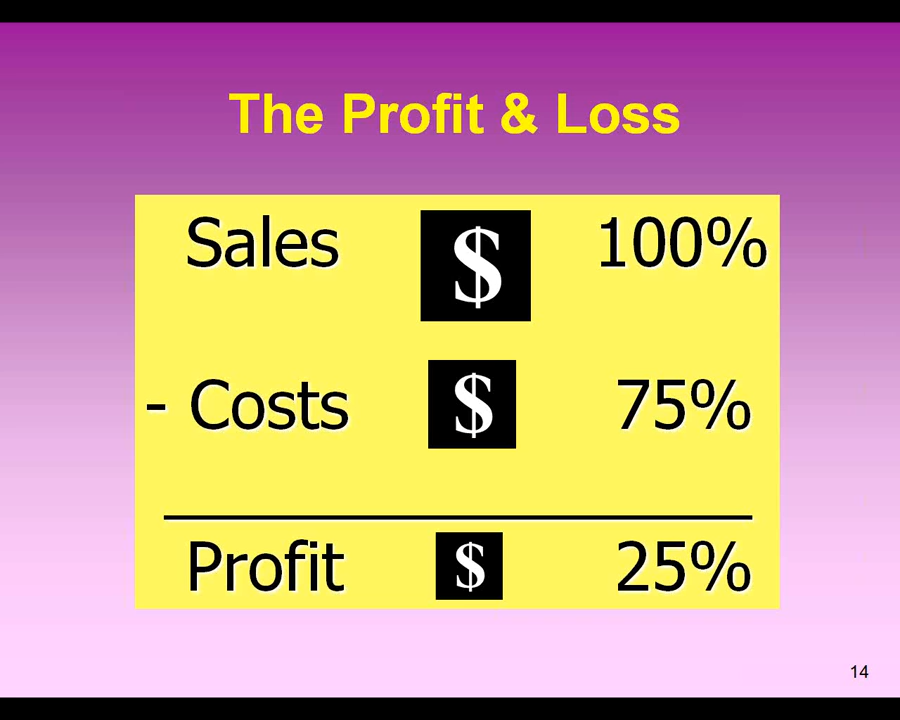 The Profit & Loss
Sales $ 100%
- Costs $ 75%
Profit $ 25%
14